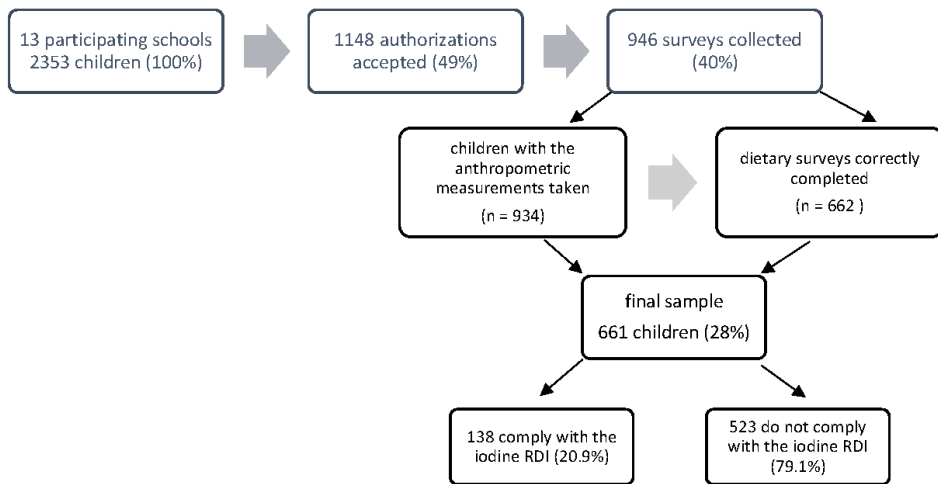 13 participating schools
2353 children (100%)
1148 authorizations
accepted (49%)
946 surveys collected
(40%)
children with the
anthropometric
measurements taken
(n = 934)
dietary surveys correctly
completed
(n = 662 )
final sample
661 children (28%)
138 comply with the
iodine RDI (20.9%)
523 do not comply
with the iodine RDI
(79.1%)